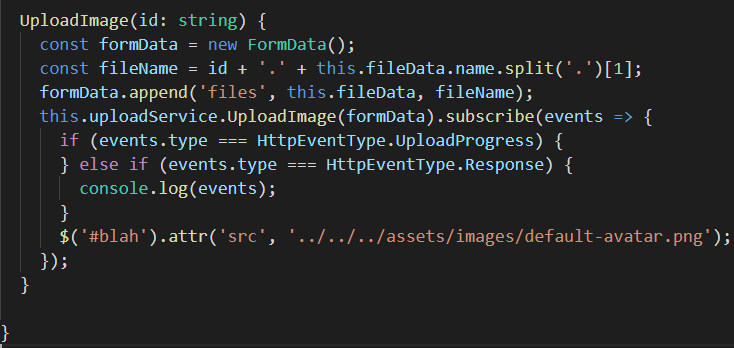 UploadImage(id: string) {
const formData = new FormData();
const fileName = id + '.' + this.fileData.name.split('.')[1];
formData.append('files', this.fileData, fileName);
this.uploadService.UploadImage(formData).subscribe(events => {
if (events.type === HttpEventType.UploadProgress) {
} else if (events.type === HttpEventType.Response) {
console.log(events);
}
$('#blah').attr('src', '../../../assets/images/default-avatar.png');
});
}
}